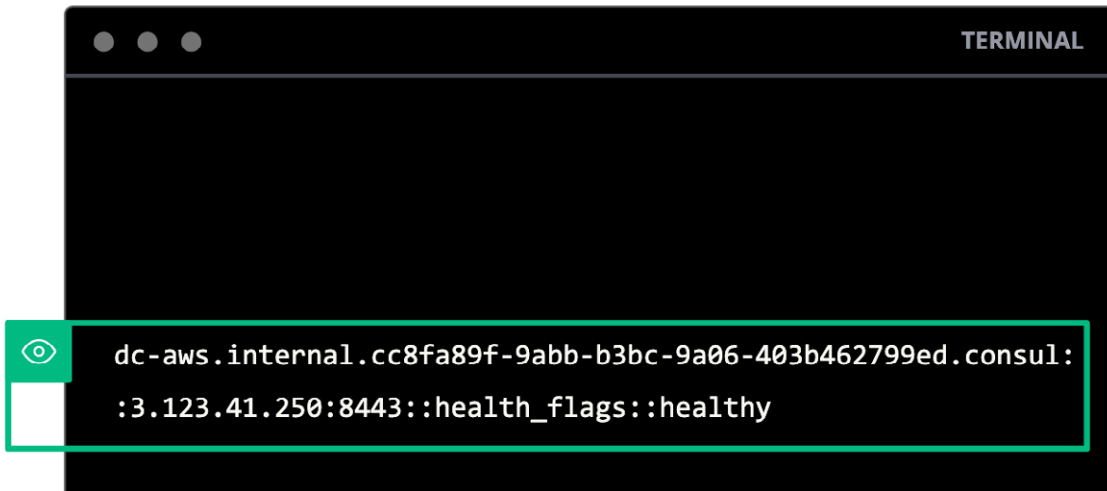 TERMINAL
dc-aws.internal.cc8fa89f-9abb-b3bc-9a06-403b462799ed.consul:
:3.123.41.250:8443::health_flags::healthy